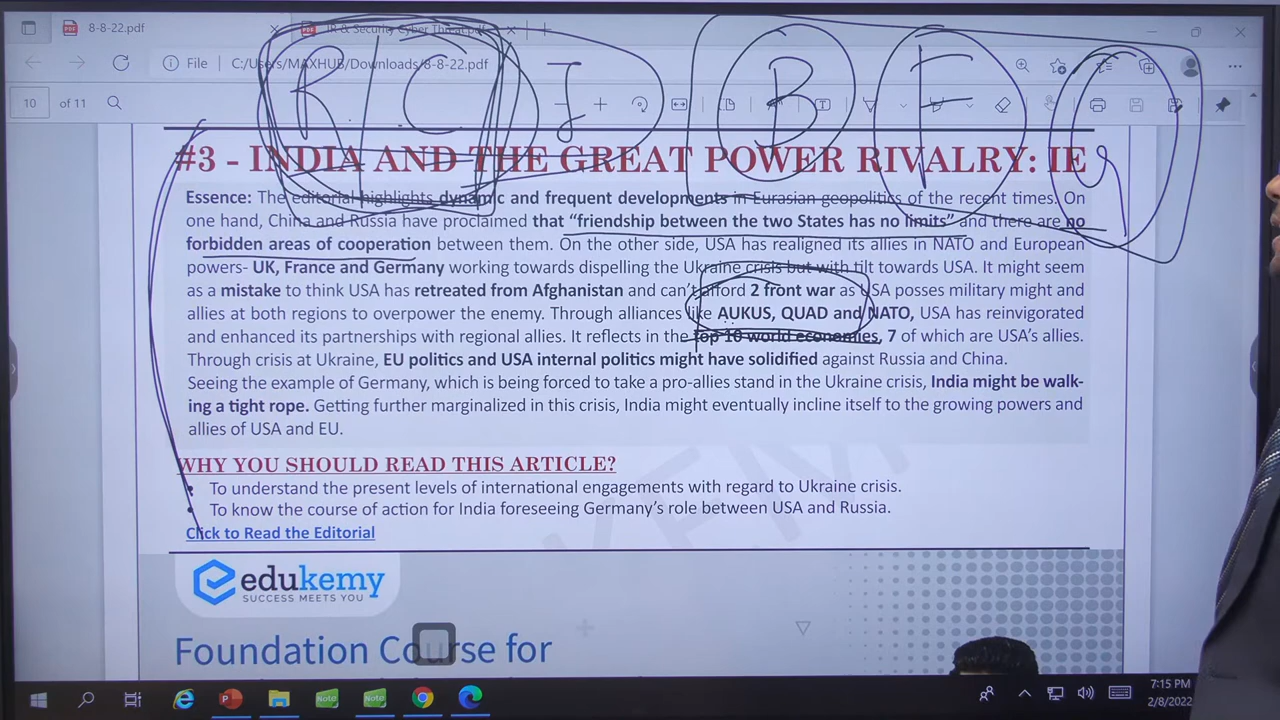 8-8-22.pdf
IR & Security Cyber Threat.pdf
File C:/Users/MAXHUB/Downloads/8-8-22.pdf
10 of 11
R C I B F G
#3 - INDIA AND THE GREAT POWER RIVALRY: IE
Essence: The editorial highlights dynamic and frequent developments in Eurasian geopolitics of the recent times. On
one hand, China and Russia have proclaimed that “friendship between the two States has no limits” and there are no
forbidden areas of cooperation between them. On the other side, USA has realigned its allies in NATO and European
powers- UK, France and Germany working towards dispelling the Ukraine crisis but with tilt towards USA. It might seem
as a mistake to think USA has retreated from Afghanistan and can't afford 2 front war as USA posses military might and
allies at both regions to overpower the enemy. Through alliances like AUKUS, QUAD and NATO, USA has reinvigorated
and enhanced its partnerships with regional allies. It reflects in the top 10 world economies, 7 of which are USA's allies.
Through crisis at Ukraine, EU politics and USA internal politics might have solidified against Russia and China.
Seeing the example of Germany, which is being forced to take a pro-allies stand in the Ukraine crisis, India might be walk-
ing a tight rope. Getting further marginalized in this crisis, India might eventually incline itself to the growing powers and
allies of USA and EU.
WHY YOU SHOULD READ THIS ARTICLE?
• To understand the present levels of international engagements with regard to Ukraine crisis.
• To know the course of action for India foreseeing Germany's role between USA and Russia.
Click to Read the Editorial
edukemy
SUCCESS MEETS YOU
Foundation Course for
Note Note
7:15 PM
2/8/2022